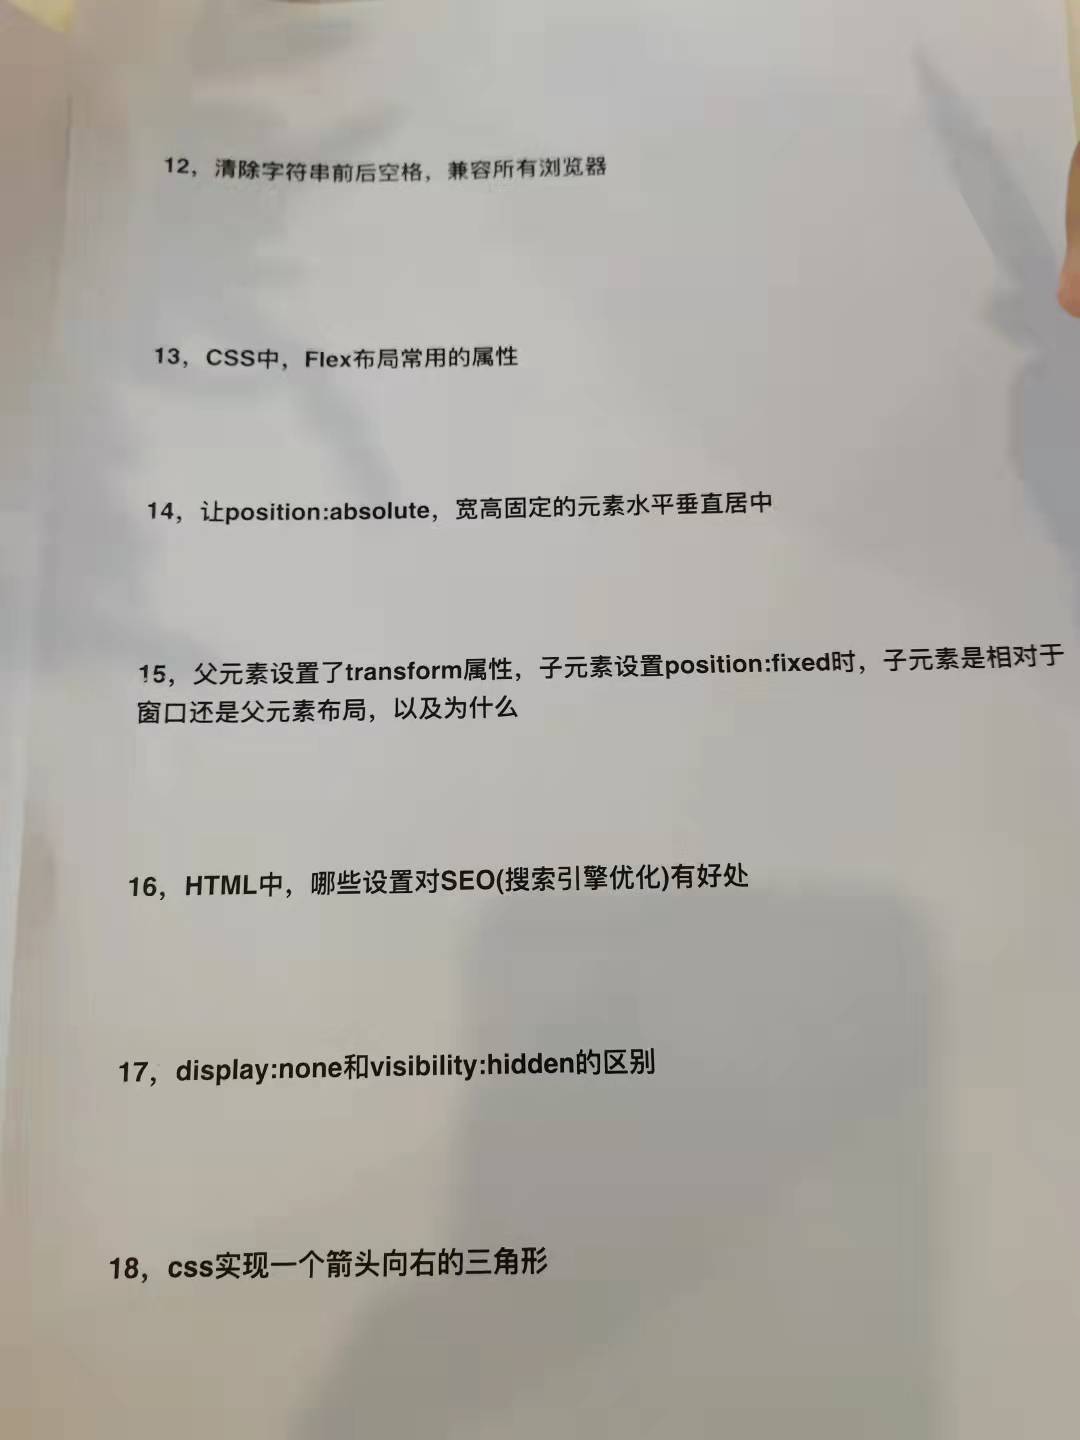 12，清除字符串前后空格，兼容所有浏览器
13，CSS中，Flex布局常用的属性
14，让position:absolute，宽高固定的元素水平垂直居中
15，父元素设置了transform属性，子元素设置position:fixed时，子元素是相对于
窗口还是父元素布局，以及为什么
16，HTML中，哪些设置对SEO(搜索引擎优化)有好处
17，display:none和visibility:hidden的区别
18，css实现一个箭头向右的三角形